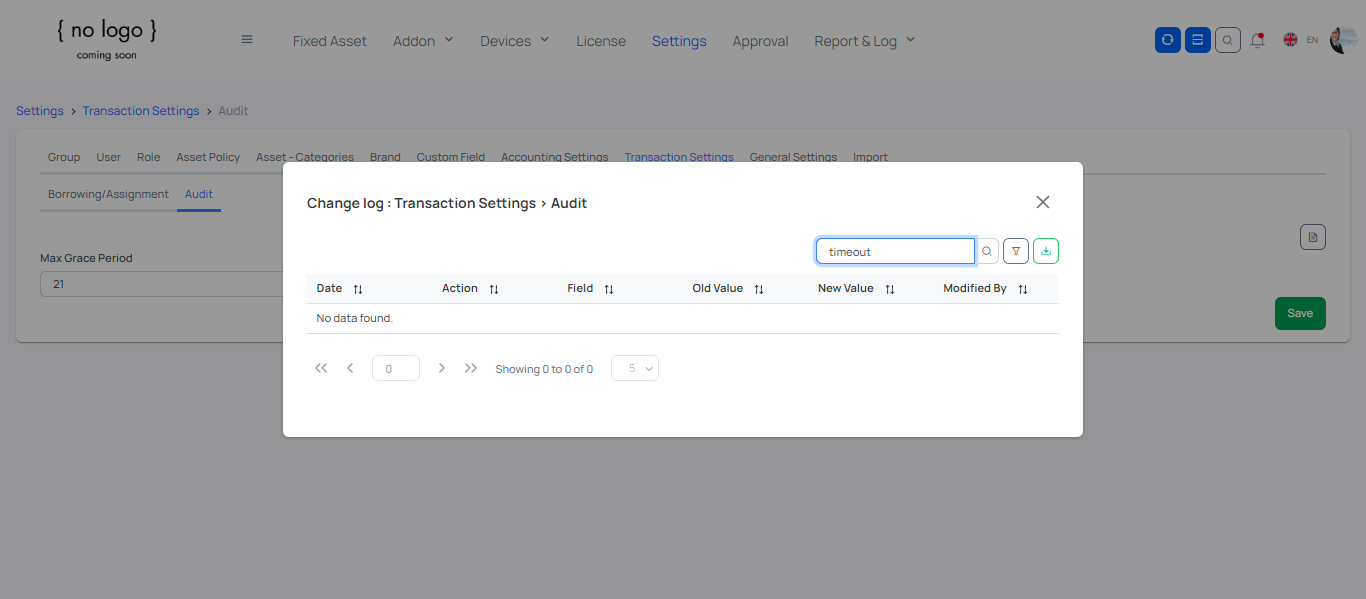 { no logo }
coming soon
Fixed Asset Addon Devices License Settings Approval Report & Log EN
Settings > Transaction Settings > Audit
Group User Role Asset Policy Asset - Categories Brand Custom Field Accounting Settings Transaction Settings General Settings Import
Borrowing/Assignment Audit
Max Grace Period
21
Save
Change log : Transaction Settings > Audit
timeout
Date Action Field Old Value New Value Modified By
No data found.
0 Showing 0 to 0 of 0 5